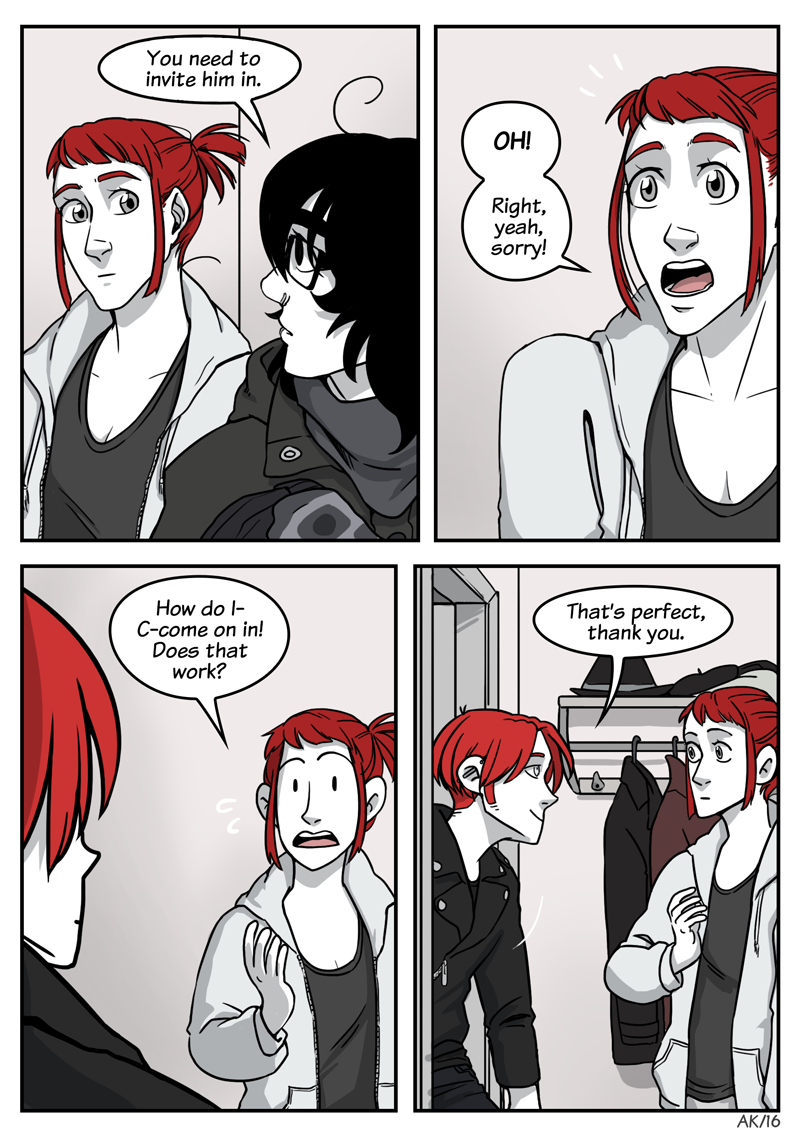 You need to
invite him in.
OH!
Right,
yeah,
sorry!
How do I-
C-come on in!
Does that
work?
That's perfect,
thank you.
AK/16